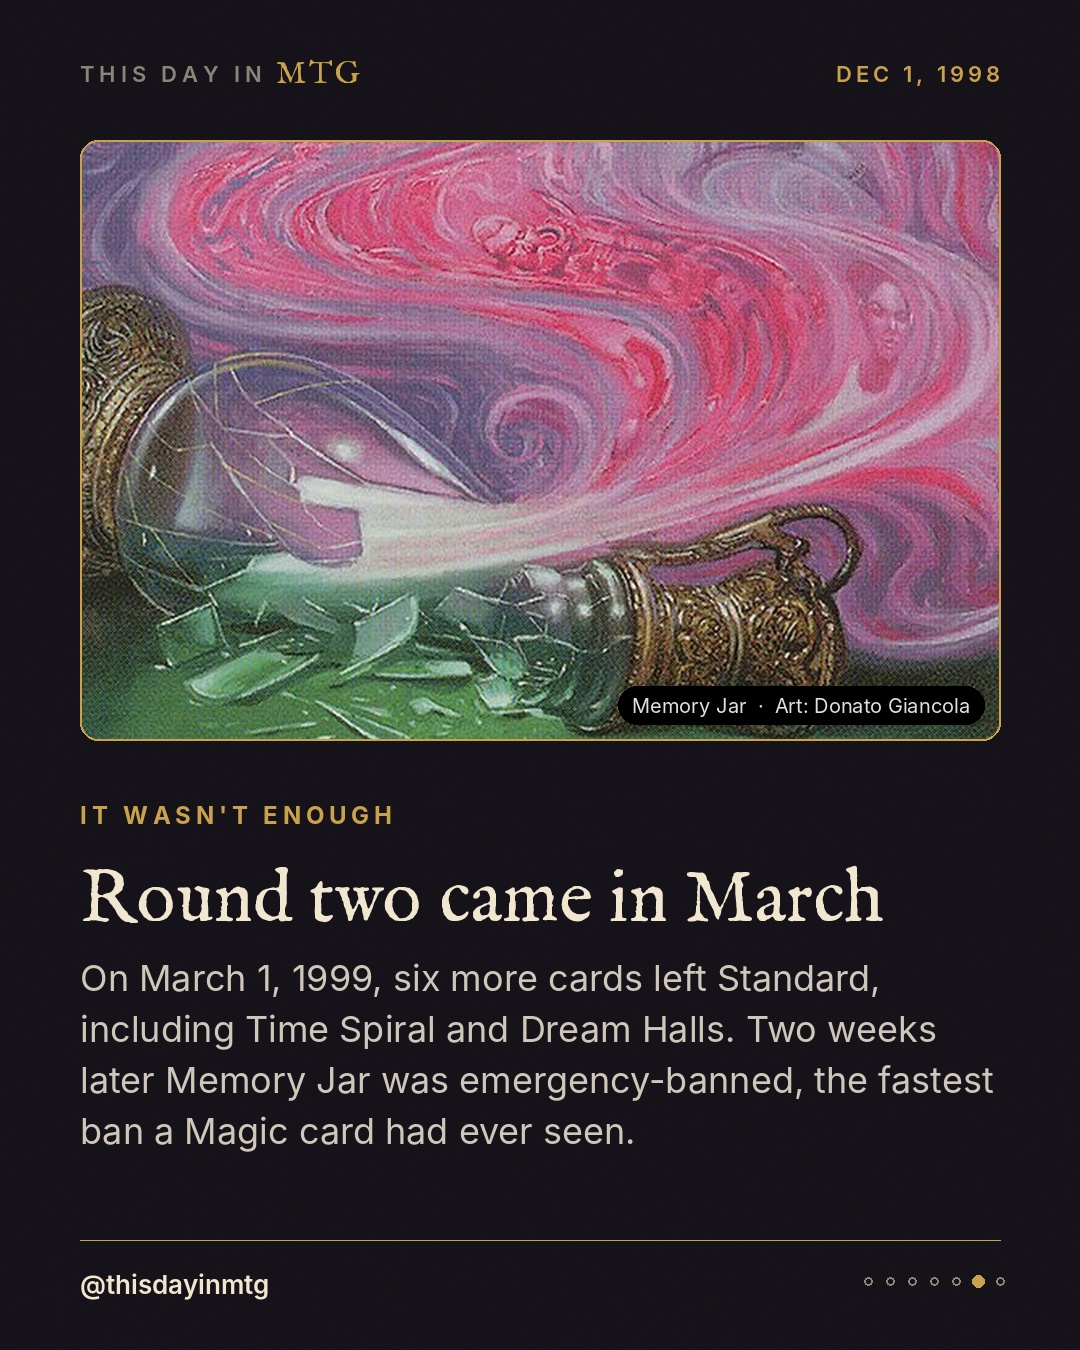 THIS DAY IN MTG
DEC 1, 1998
Memory Jar · Art: Donato Giancola
IT WASN'T ENOUGH
Round two came in March
On March 1, 1999, six more cards left Standard,
including Time Spiral and Dream Halls. Two weeks
later Memory Jar was emergency-banned, the fastest
ban a Magic card had ever seen.
@thisdayinmtg